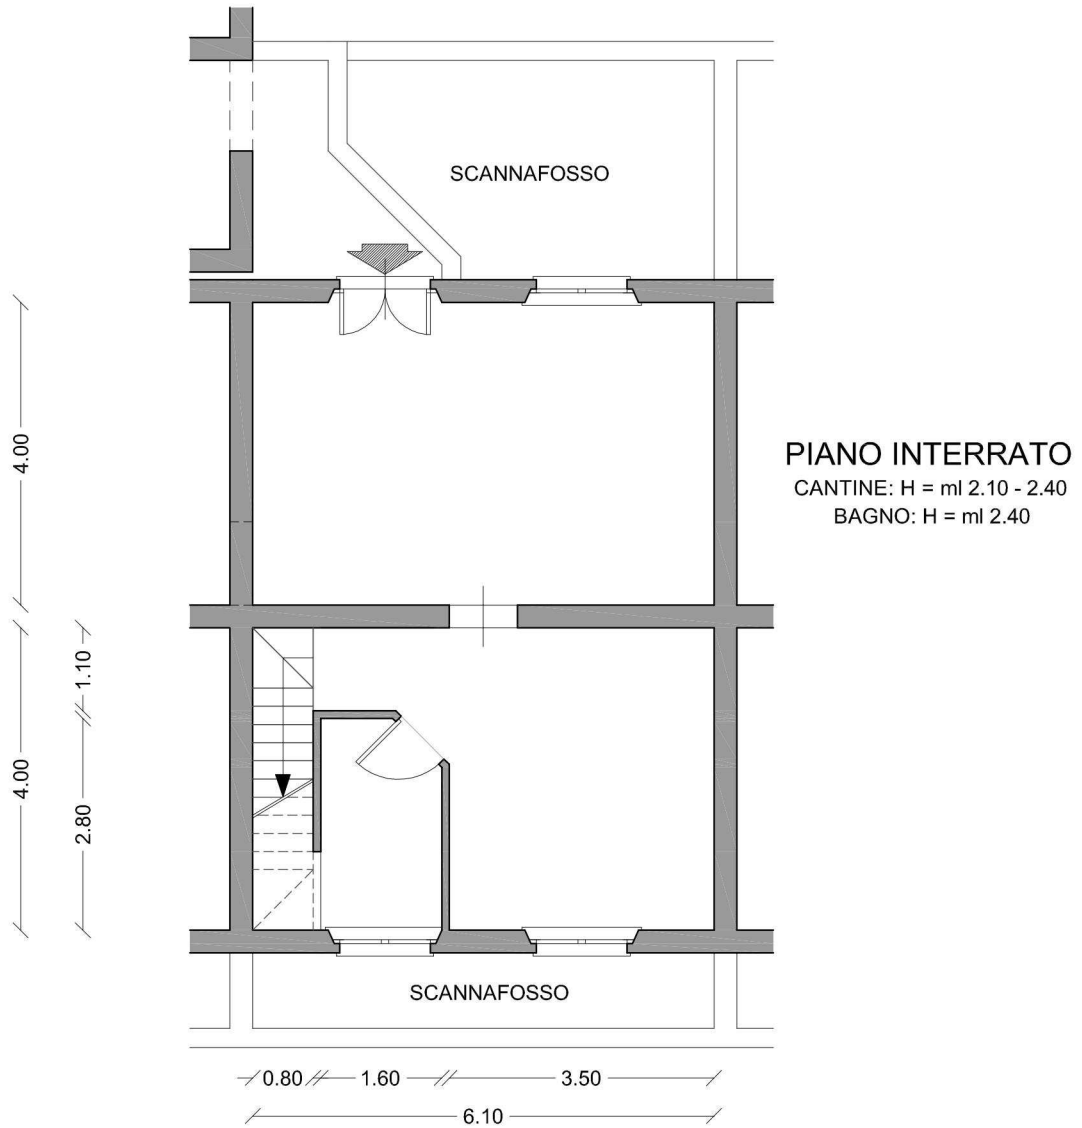 SCANNAFOSSO
4.00
PIANO INTERRATO
CANTINE: H = ml 2.10 - 2.40
BAGNO: H = ml 2.40
1.10
4.00
2.80
SCANNAFOSSO
0.80 1.60 3.50
6.10